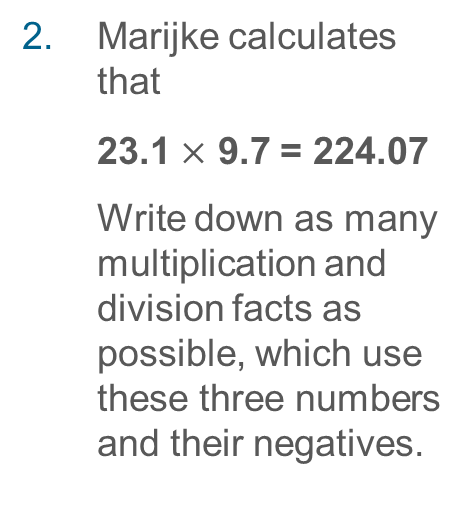 2. Marijke calculates
that
23.1 × 9.7 = 224.07
Write down as many
multiplication and
division facts as
possible, which use
these three numbers
and their negatives.